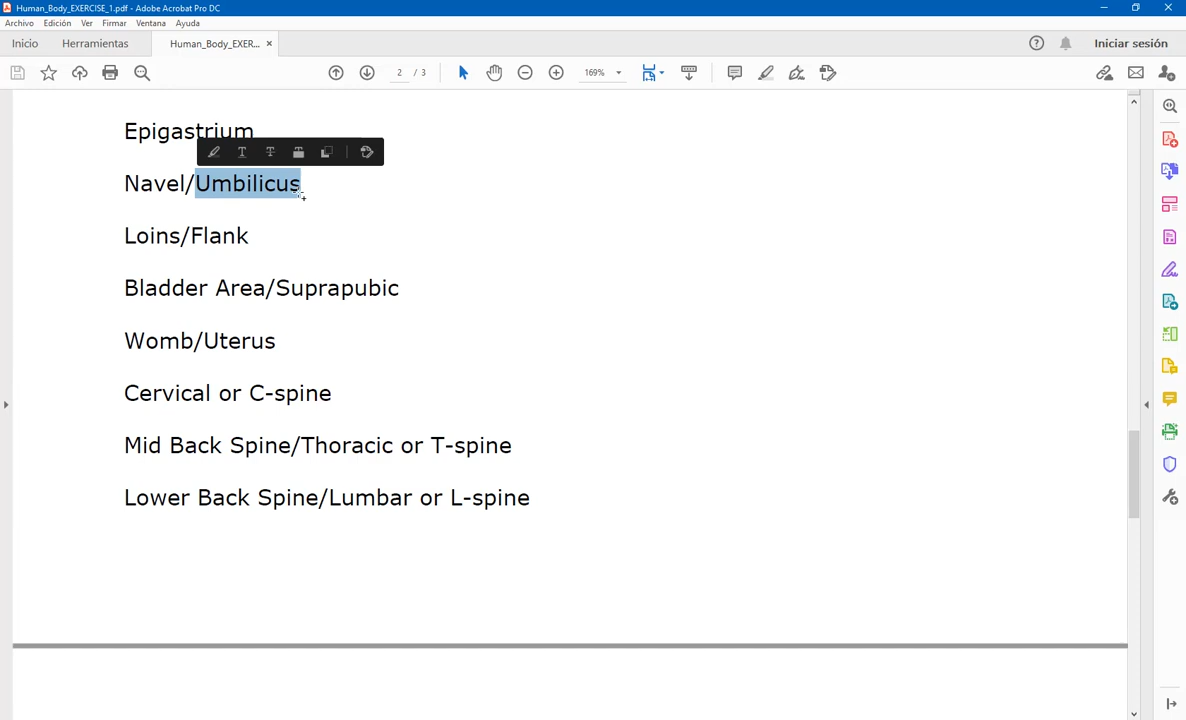 Human_Body_EXERCISE_1.pdf - Adobe Acrobat Pro DC
Archivo Edición Ver Firmar Ventana Ayuda
Inicio Herramientas Human_Body_EXER... × Iniciar sesión
2 / 3 169%
Epigastrium
Navel/Umbilicus
Loins/Flank
Bladder Area/Suprapubic
Womb/Uterus
Cervical or C-spine
Mid Back Spine/Thoracic or T-spine
Lower Back Spine/Lumbar or L-spine